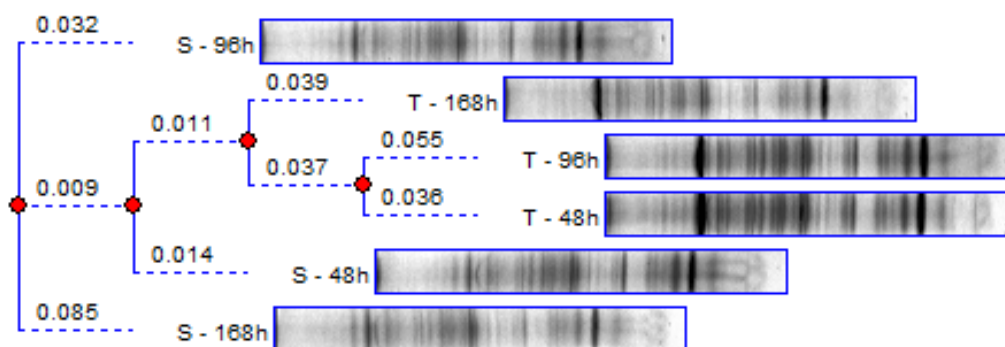 0.032
S - 96h
0.039
T - 168h
0.011
0.055
T - 96h
0.037
0.009
0.036
T - 48h
0.014
S - 48h
0.085
S - 168h